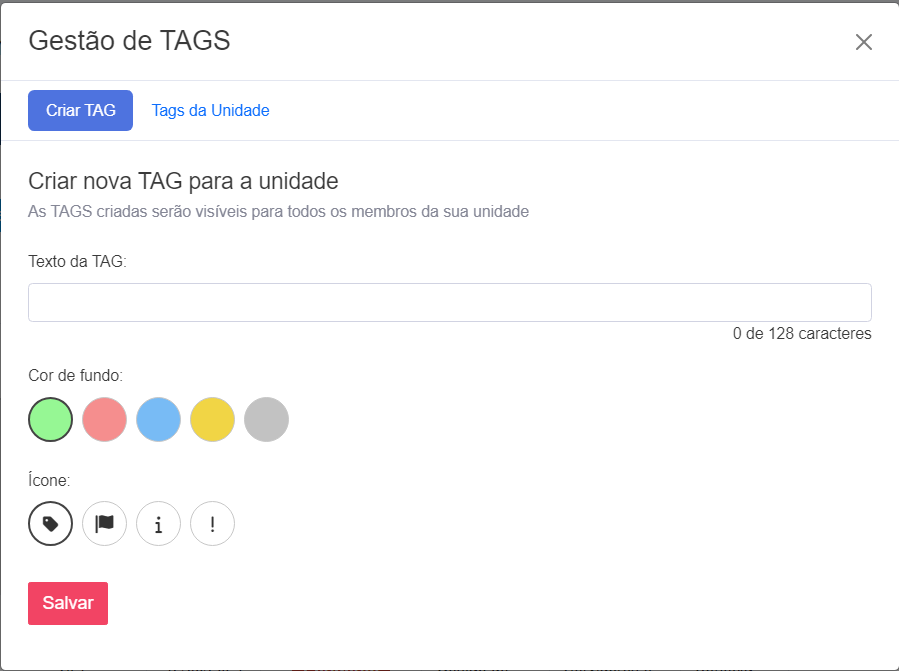 Gestão de TAGS
Criar TAG
Tags da Unidade
Criar nova TAG para a unidade
As TAGS criadas serão visíveis para todos os membros da sua unidade
Texto da TAG:
0 de 128 caracteres
Cor de fundo:
Ícone:
Salvar